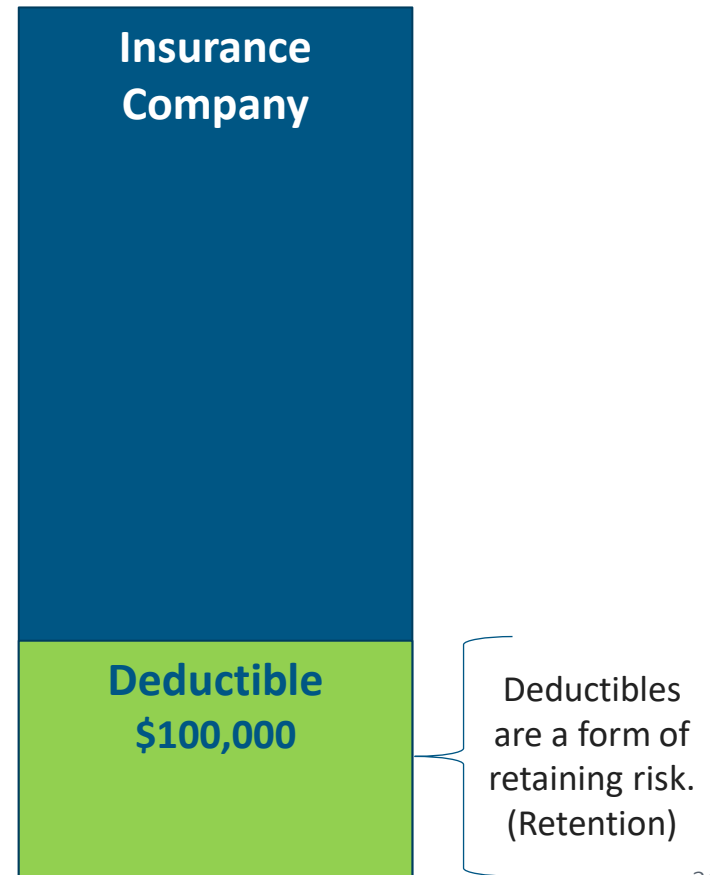 Insurance
Company
Deductible
$100,000
Deductibles
are a form of
retaining risk.
(Retention)